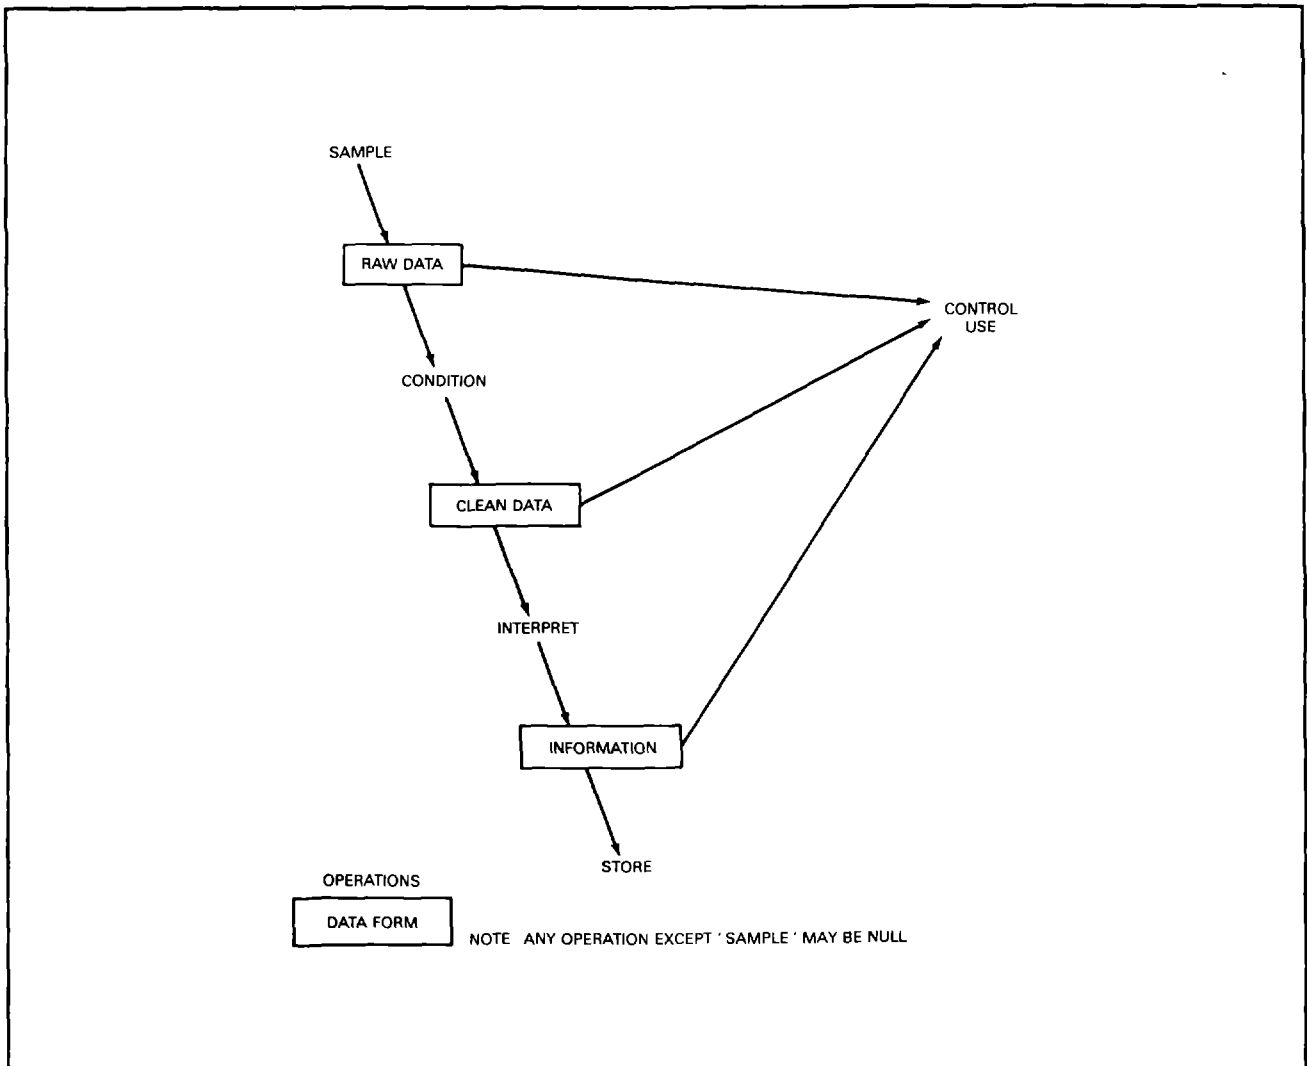 SAMPLE
RAW DATA
CONTROL
USE
CONDITION
CLEAN DATA
INTERPRET
INFORMATION
STORE
OPERATIONS
DATA FORM
NOTE ANY OPERATION EXCEPT ' SAMPLE ' MAY BE NULL